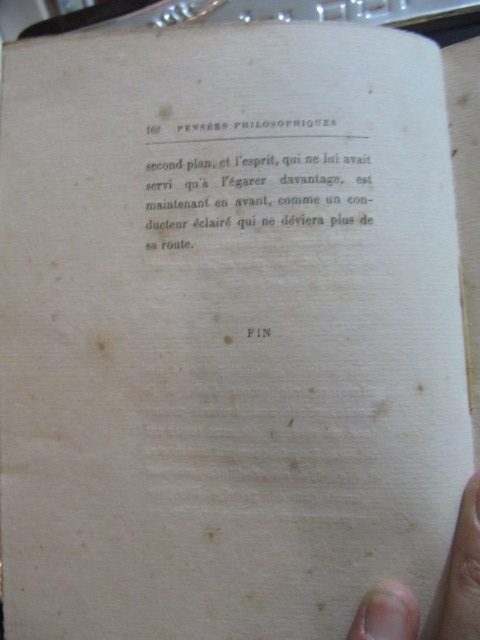 168 PENSÉES PHILOSOPHIQUES
second plan, et l'esprit, qui ne lui avait
servi qu'à l'égarer davantage, est
maintenant en avant, comme un con-
ducteur éclairé qui ne déviera plus de
sa route.
FIN